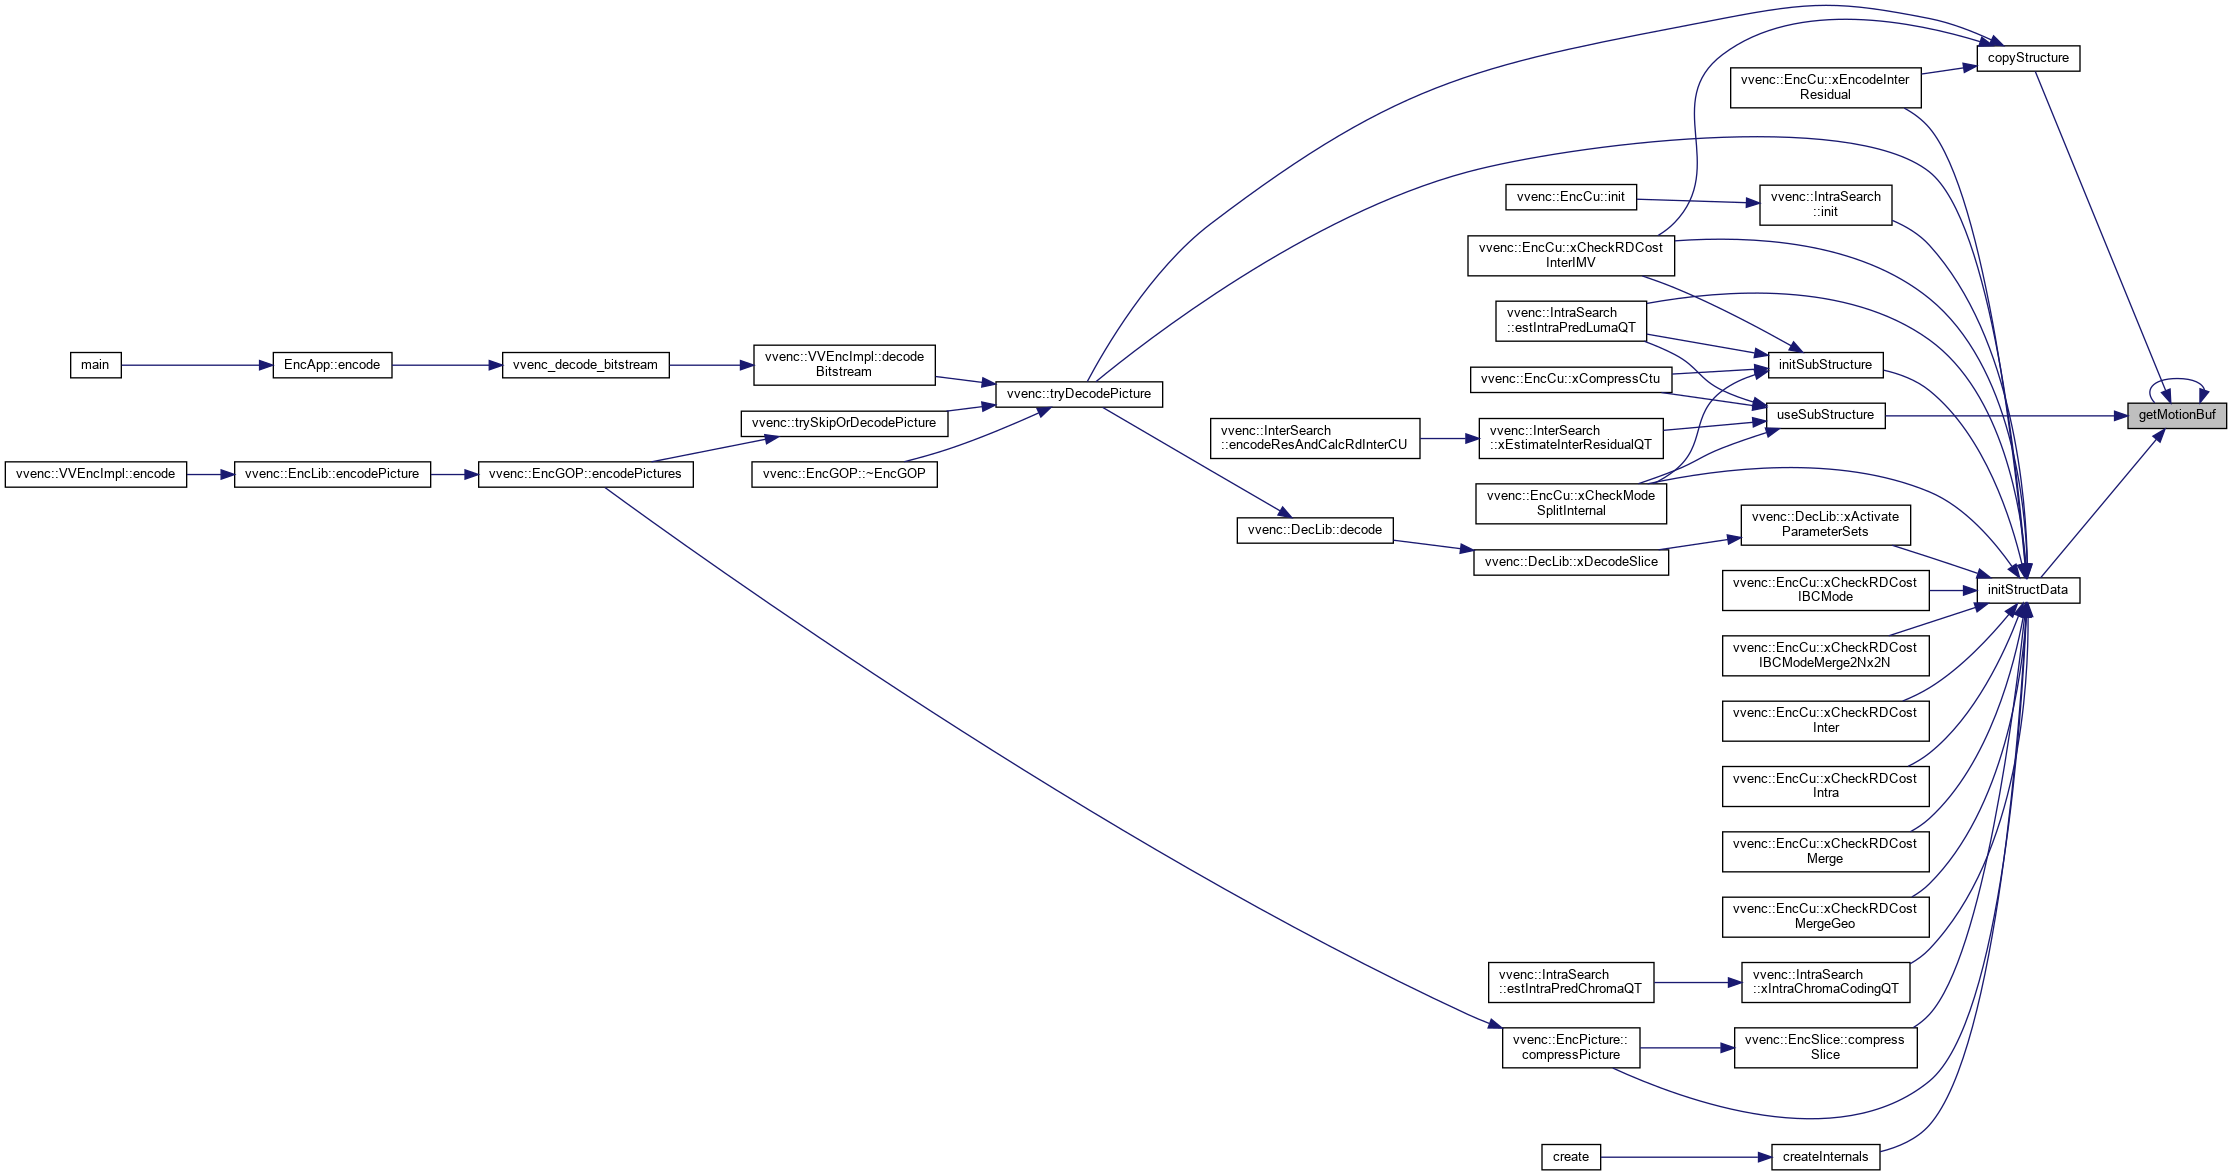 copyStructure
vvenc::EncCu::xEncodeInter
Residual
vvenc::EncCu::init
vvenc::IntraSearch
::init
vvenc::EncCu::xCheckRDCost
InterIMV
vvenc::IntraSearch
::estIntraPredLumaQT
main
EncApp::encode
vvenc_decode_bitstream
vvenc::VVEncImpl::decode
Bitstream
vvenc::tryDecodePicture
initSubStructure
vvenc::EncCu::xCompressCtu
useSubStructure
getMotionBuf
vvenc::trySkipOrDecodePicture
vvenc::InterSearch
::encodeResAndCalcRdInterCU
vvenc::InterSearch
::xEstimateInterResidualQT
vvenc::VVEncImpl::encode
vvenc::EncLib::encodePicture
vvenc::EncGOP::encodePictures
vvenc::EncGOP::~EncGOP
vvenc::EncCu::xCheckMode
SplitInternal
vvenc::DecLib::decode
vvenc::DecLib::xActivate
ParameterSets
vvenc::DecLib::xDecodeSlice
initStructData
vvenc::EncCu::xCheckRDCost
IBCMode
vvenc::EncCu::xCheckRDCost
IBCModeMerge2Nx2N
vvenc::EncCu::xCheckRDCost
Inter
vvenc::EncCu::xCheckRDCost
Intra
vvenc::EncCu::xCheckRDCost
Merge
vvenc::EncCu::xCheckRDCost
MergeGeo
vvenc::IntraSearch
::estIntraPredChromaQT
vvenc::IntraSearch
::xIntraChromaCodingQT
vvenc::EncPicture::
compressPicture
vvenc::EncSlice::compress
Slice
create
createInternals